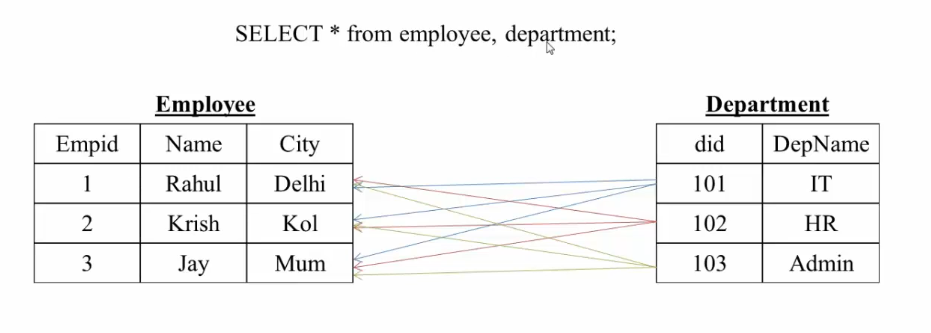 SELECT * from employee, department;
Employee
Empid Name City
1 Rahul Delhi
2 Krish Kol
3 Jay Mum
Department
did DepName
101 IT
102 HR
103 Admin